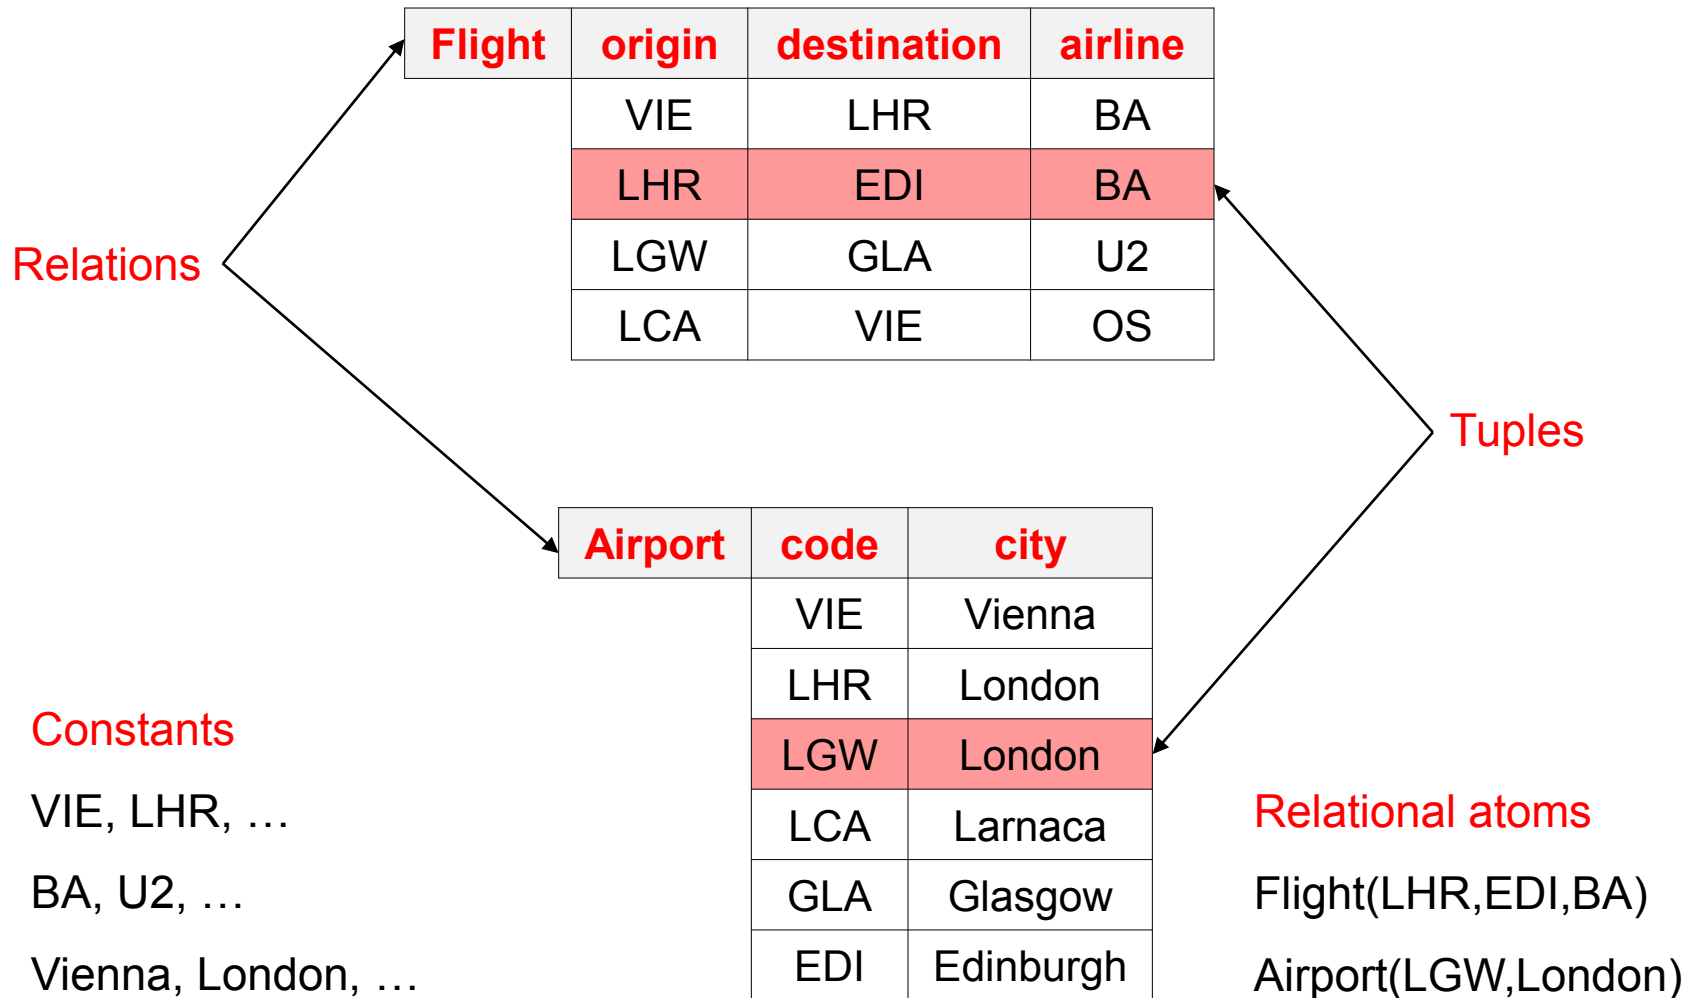 Flight origin destination airline
VIE LHR BA
LHR EDI BA
LGW GLA U2
LCA VIE OS
Relations
Tuples
Airport code city
VIE Vienna
LHR London
LGW London
LCA Larnaca
GLA Glasgow
EDI Edinburgh
Constants
VIE, LHR, …
BA, U2, …
Vienna, London, …
Relational atoms
Flight(LHR,EDI,BA)
Airport(LGW,London)